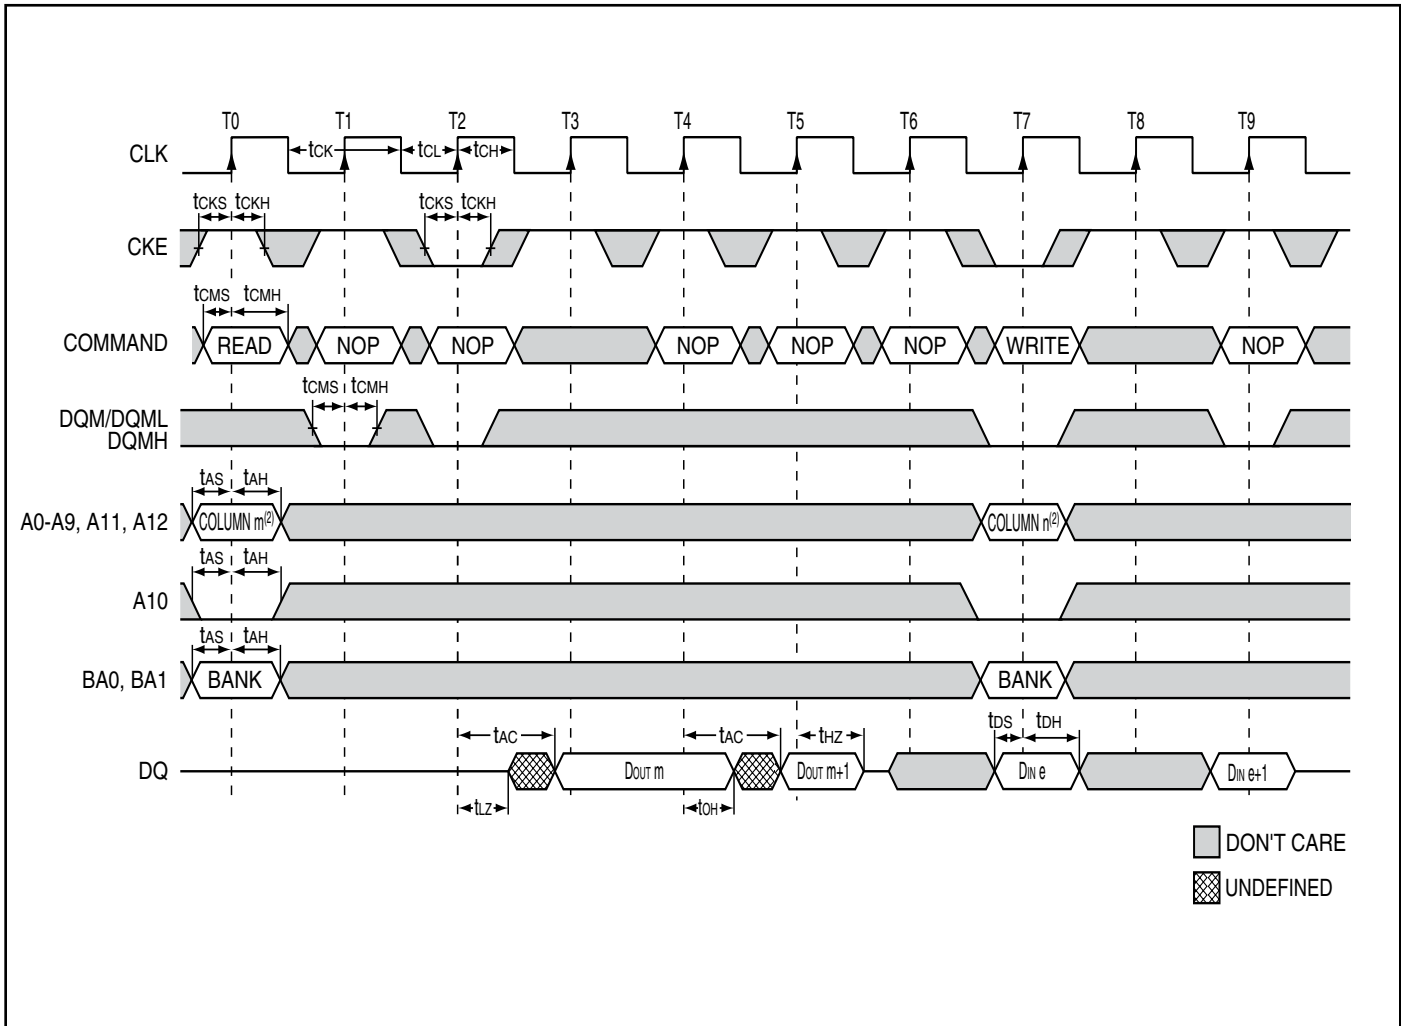 T0 T1 T2 T3 T4 T5 T6 T7 T8 T9
CLK tCK tCL tCH
tCKS tCKH tCKS tCKH
CKE
tCMS tCMH
COMMAND READ NOP NOP NOP NOP NOP WRITE NOP
tCMS tCMH
DQM/DQML
DQMH
tAS tAH
A0-A9, A11, A12 COLUMN m(2) COLUMN n(2)
tAS tAH
A10
tAS tAH
BA0, BA1 BANK BANK
tAC tAC tHZ tDS tDH
DQ DOUT m DOUT m+1 DIN e DIN e+1
tLZ tOH
DON'T CARE
UNDEFINED